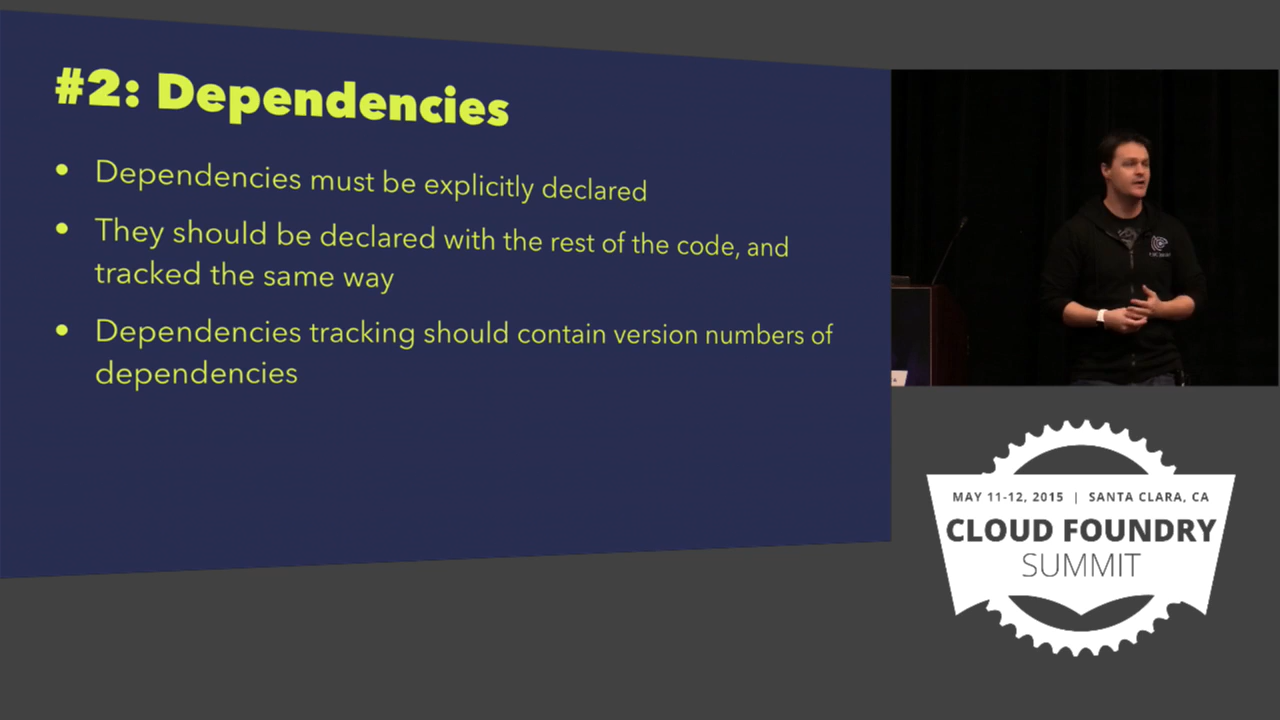 #2: Dependencies
• Dependencies must be explicitly declared
• They should be declared with the rest of the code, and
tracked the same way
• Dependencies tracking should contain version numbers of
dependencies
MAY 11-12, 2015 | SANTA CLARA, CA
CLOUD FOUNDRY
SUMMIT